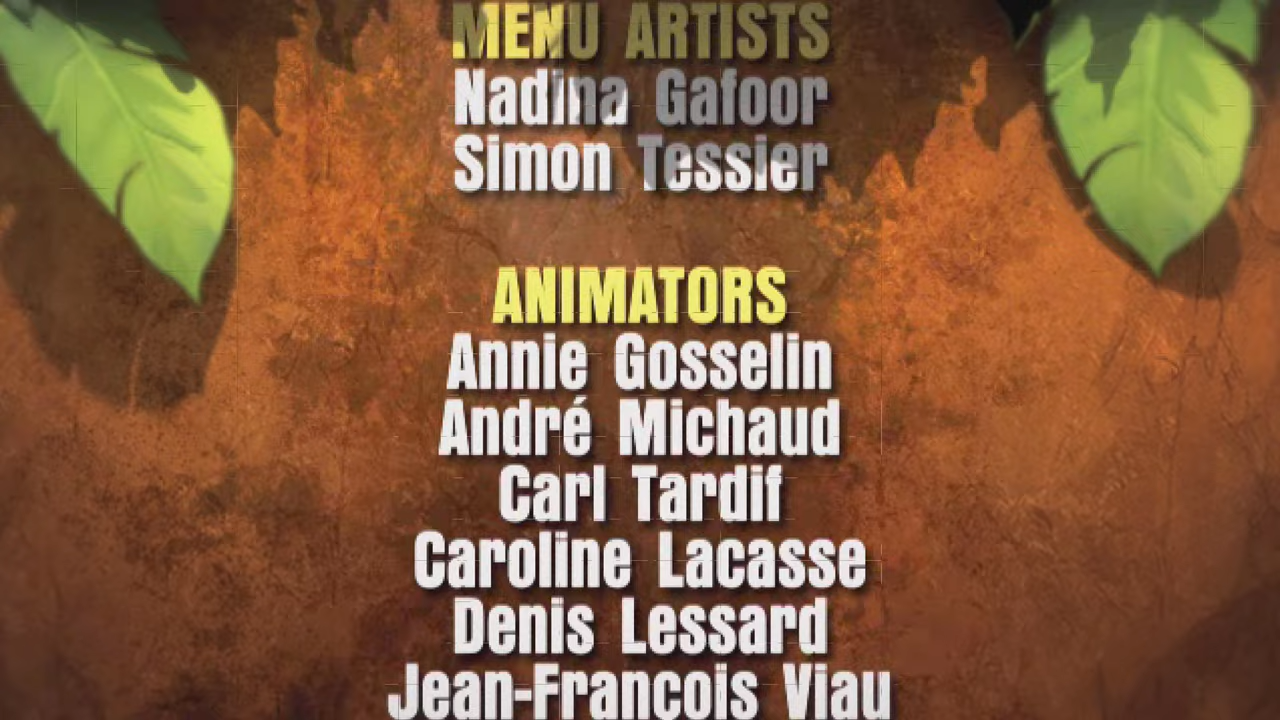 MENU ARTISTS
Nadina Gafoor
Simon Tessier
ANIMATORS
Annie Gosselin
André Michaud
Carl Tardif
Caroline Lacasse
Denis Lessard
Jean-François Viau